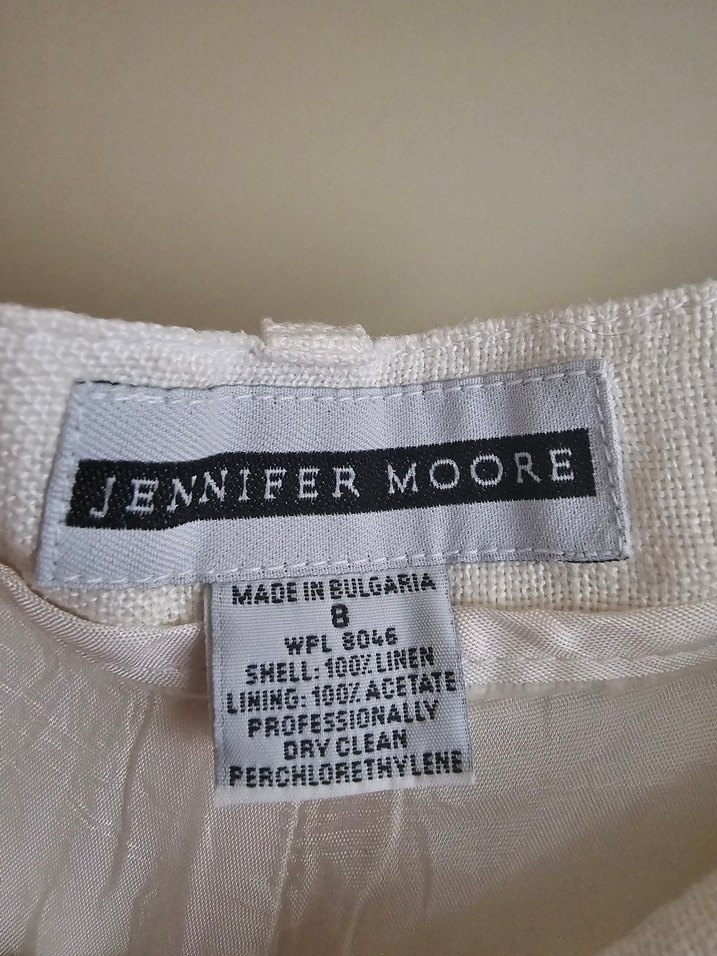 JENNIFER MOORE
MADE IN BULGARIA
8
WPL 8046
SHELL: 100% LINEN
LINING: 100% ACETATE
PROFESSIONALLY
DRY CLEAN
PERCHLORETHYLENE